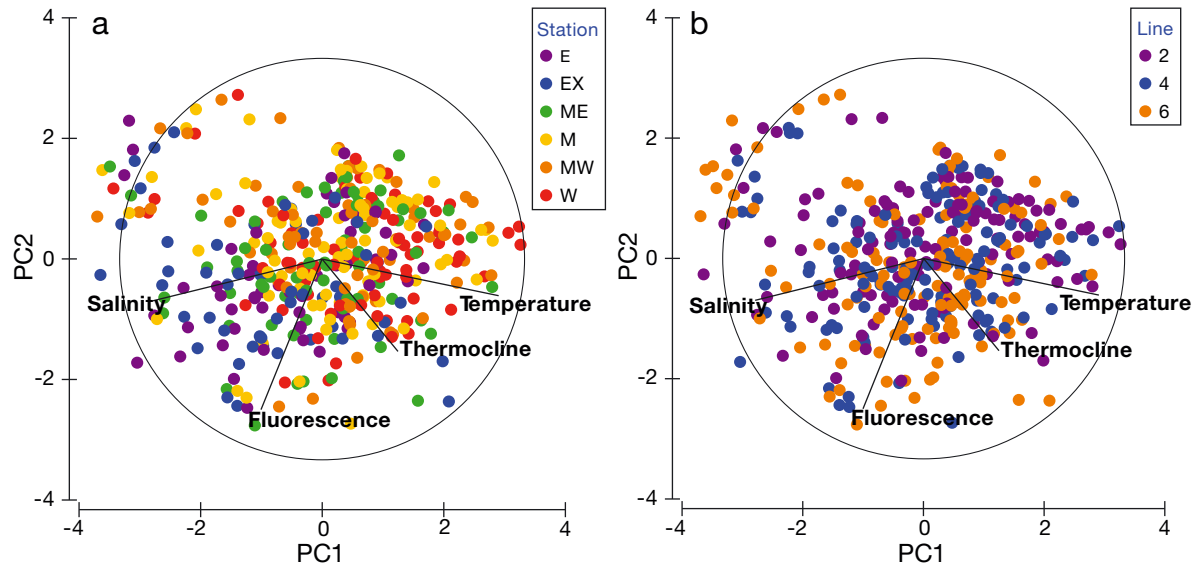 a
Station
E
EX
ME
M
MW
W
4
2
0
-2
-4
PC2
Salinity
Temperature
Thermocline
Fluorescence
-4
-2
0
2
4
PC1
b
Line
2
4
6
4
2
0
-2
-4
PC2
Salinity
Temperature
Thermocline
Fluorescence
-4
-2
0
2
4
PC1